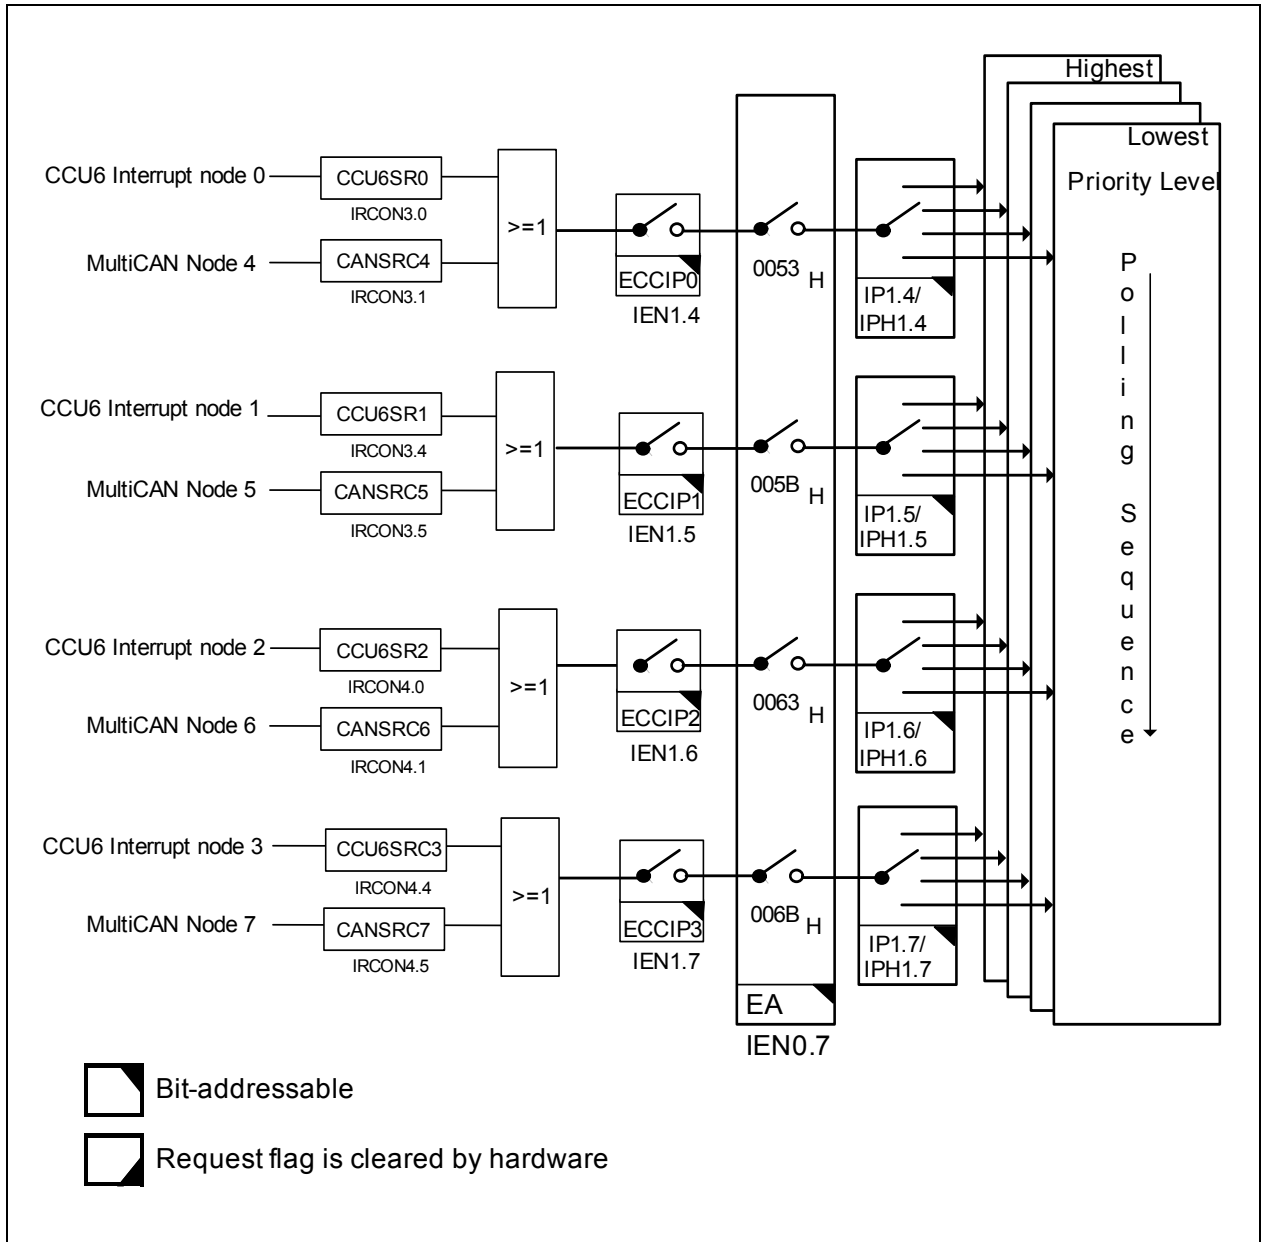 Highest
Lowest
Priority Level
Polling Sequence
CCU6 Interrupt node 0
CCU6SR0
IRCON3.0
MultiCAN Node 4
CANSRC4
IRCON3.1
>=1
ECCIP0
IEN1.4
0053 H
IP1.4/
IPH1.4
CCU6 Interrupt node 1
CCU6SR1
IRCON3.4
MultiCAN Node 5
CANSRC5
IRCON3.5
>=1
ECCIP1
IEN1.5
005B H
IP1.5/
IPH1.5
CCU6 Interrupt node 2
CCU6SR2
IRCON4.0
MultiCAN Node 6
CANSRC6
IRCON4.1
>=1
ECCIP2
IEN1.6
0063 H
IP1.6/
IPH1.6
CCU6 Interrupt node 3
CCU6SRC3
IRCON4.4
MultiCAN Node 7
CANSRC7
IRCON4.5
>=1
ECCIP3
IEN1.7
006B H
IP1.7/
IPH1.7
EA
IEN0.7
Bit-addressable
Request flag is cleared by hardware